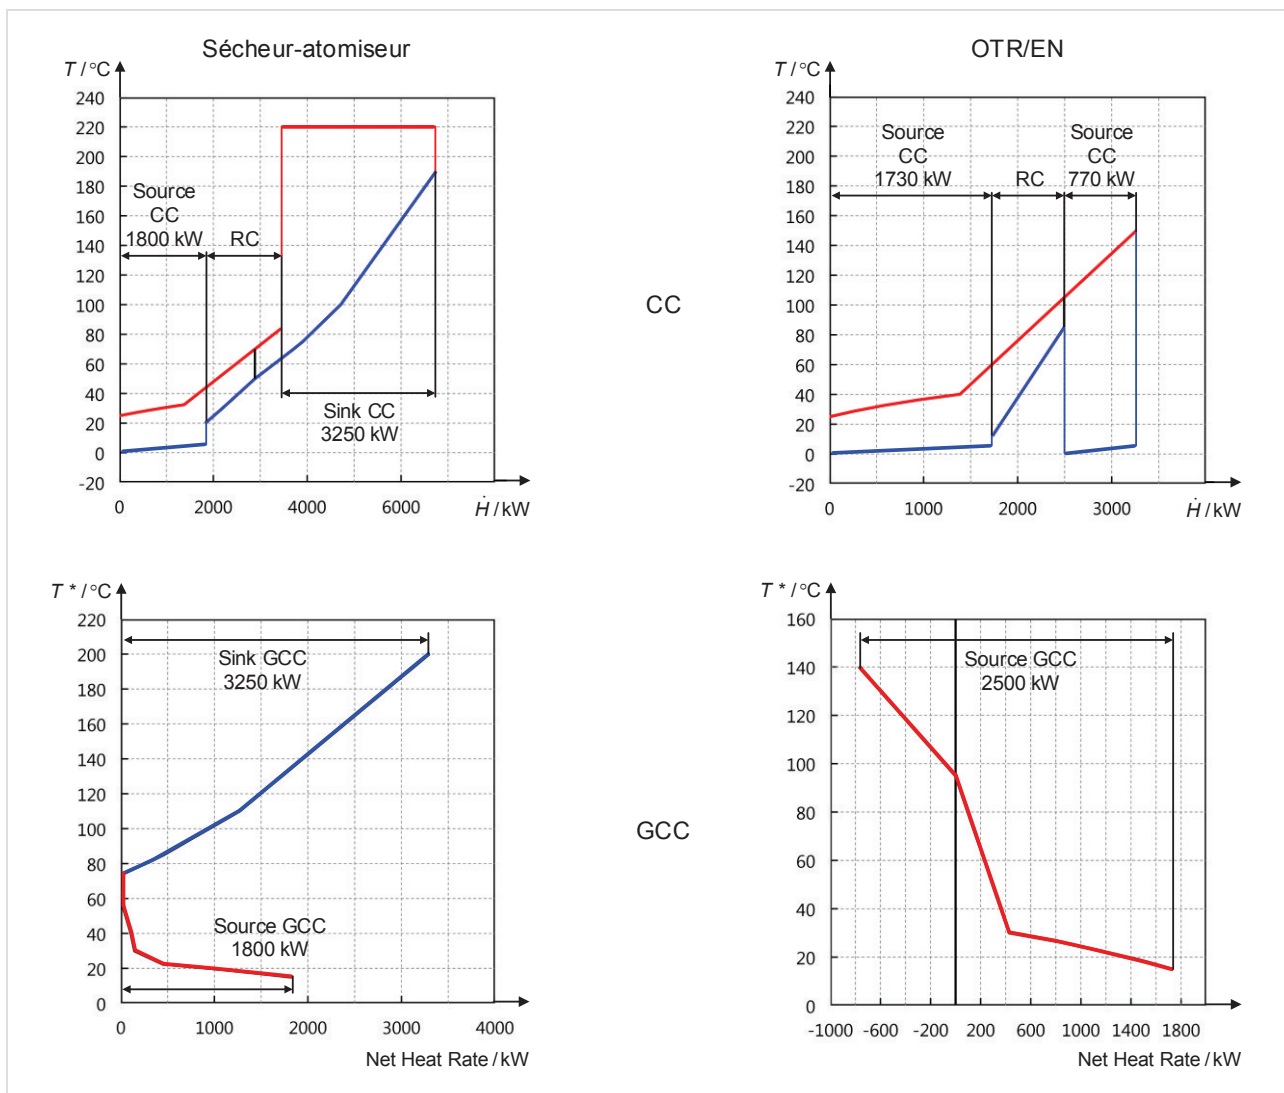 Sécheur-atomiseur
T / °C
240
220
200
180
160
140
120
100
80
60
40
20
0
-20
Source
CC
1800 kW
RC
Sink CC
3250 kW
0
2000
4000
6000
Ḣ / kW
OTR/EN
T / °C
240
220
200
180
160
140
120
100
80
60
40
20
0
-20
Source
CC
1730 kW
RC
Source
CC
770 kW
0
1000
2000
3000
Ḣ / kW
CC
T * / °C
220
200
180
160
140
120
100
80
60
40
20
0
Sink GCC
3250 kW
Source GCC
1800 kW
0
1000
2000
3000
4000
Net Heat Rate / kW
GCC
T * / °C
160
140
120
100
80
60
40
20
0
Source GCC
2500 kW
-1000
-600
-200
200
600
1000
1400
1800
Net Heat Rate / kW